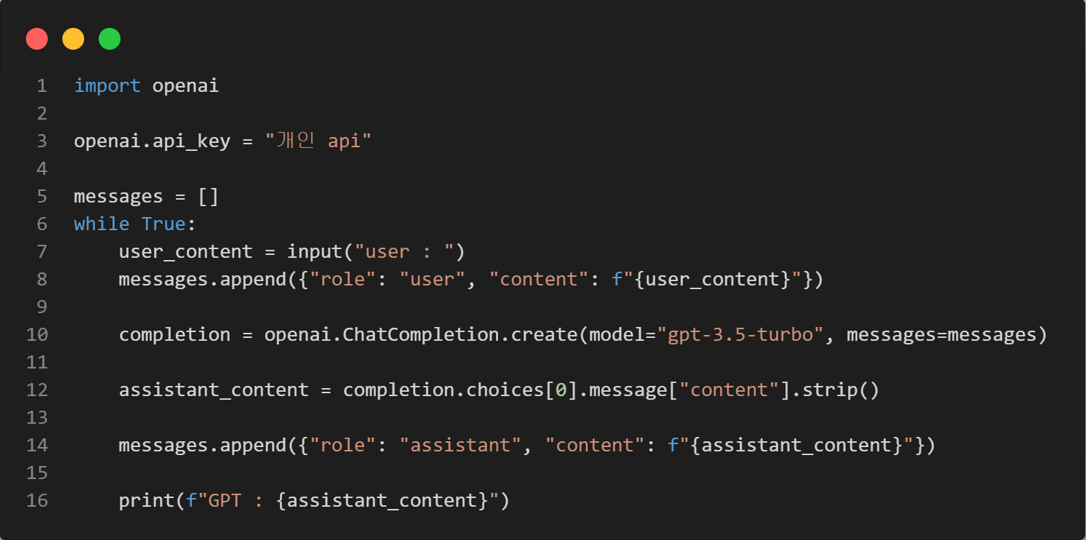 1 import openai
2
3 openai.api_key = "개인 api"
4
5 messages = []
6 while True:
7     user_content = input("user : ")
8     messages.append({"role": "user", "content": f"{user_content}"})
9
10 completion = openai.ChatCompletion.create(model="gpt-3.5-turbo", messages=messages)
11
12     assistant_content = completion.choices[0].message["content"].strip()
13
14     messages.append({"role": "assistant", "content": f"{assistant_content}"})
15
16     print(f"GPT : {assistant_content}")